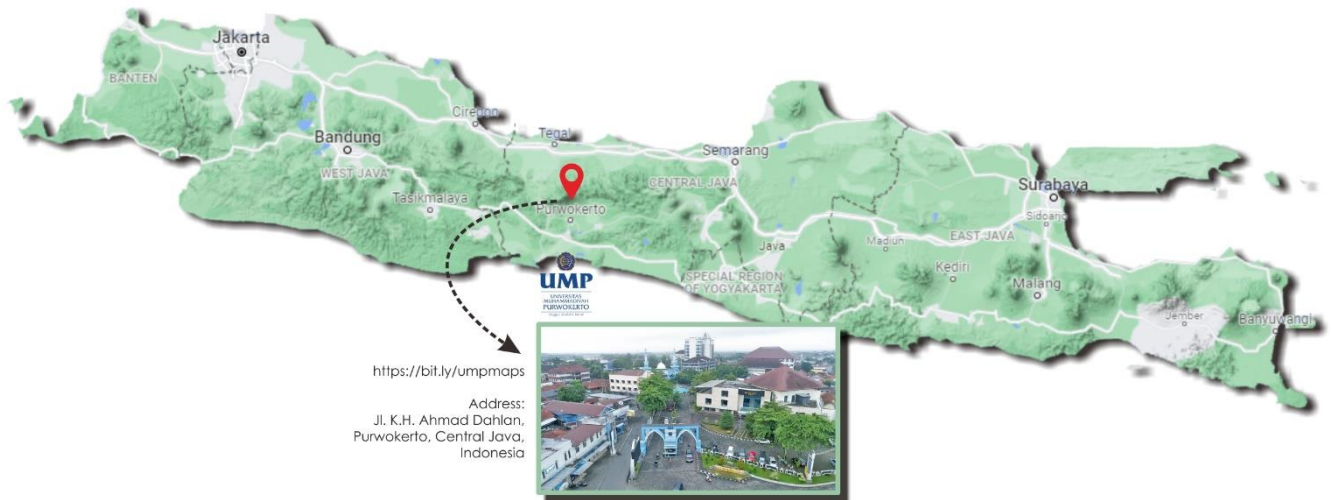 Jakarta
BANTEN
Cirebon
Bandung
WEST JAVA
Tasikmalaya
Tegal
Purwokerto
Semarang
CENTRAL JAVA
Java
SPECIAL REGION
OF YOGYAKARTA
Madiun
EAST JAVA
Surabaya
Sidoarjo
Kediri
Malang
Jember
Banyuwangi
UMP
UNIVERSITAS
MUHAMMADIYAH
PURWOKERTO
https://bit.ly/umpmaps
Address:
Jl. K.H. Ahmad Dahlan,
Purwokerto, Central Java,
Indonesia